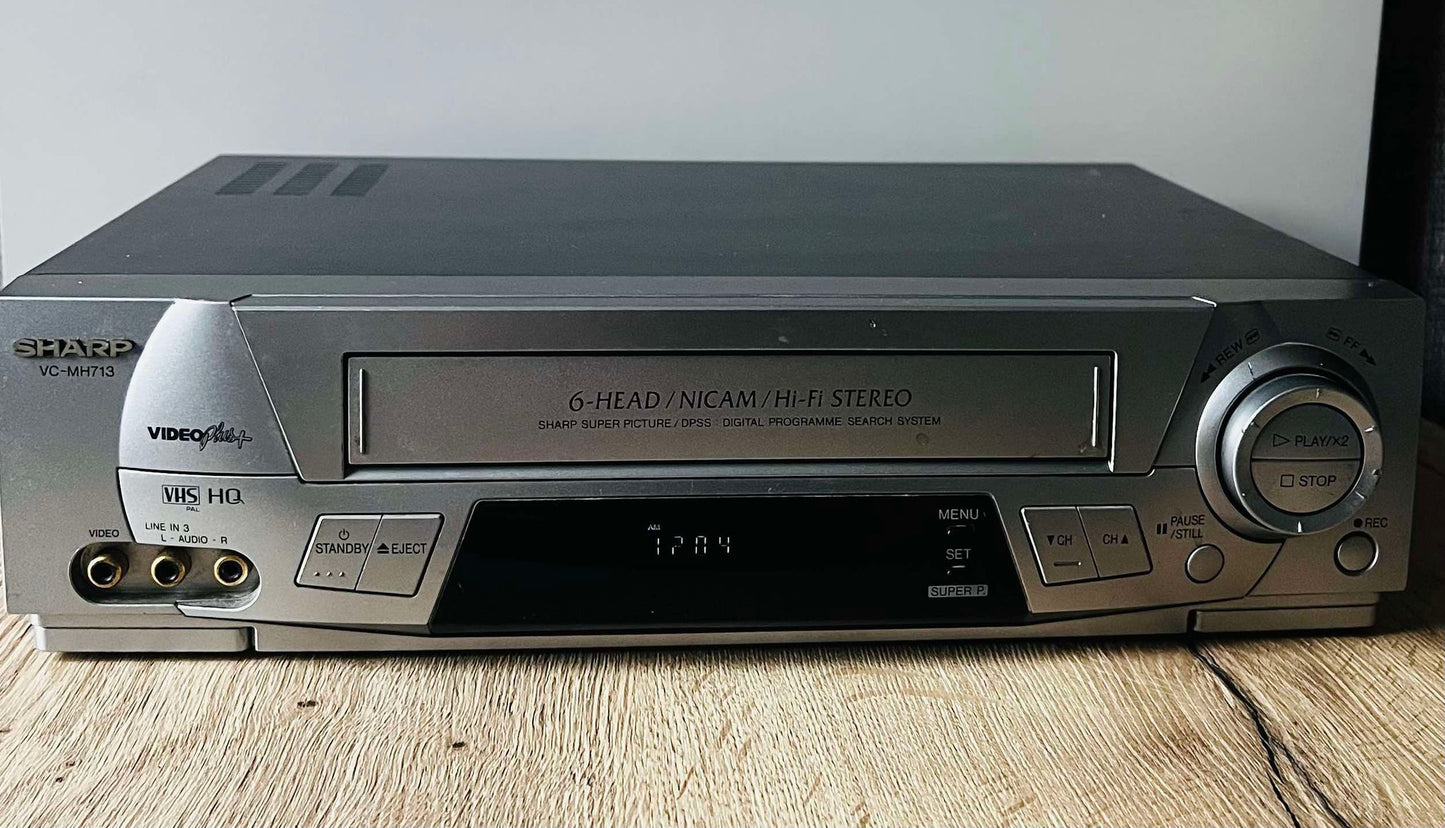 SHARP
VC-MH713
VIDEO Plus+
VHS HQ
PAL
LINE IN 3
VIDEO L - AUDIO - R
STANDBY
EJECT
6-HEAD / NICAM / Hi-Fi STEREO
SHARP SUPER PICTURE / DPSS : DIGITAL PROGRAMME SEARCH SYSTEM
AM
12:04
MENU
SET
SUPER P.
▼CH
CH▲
PAUSE
/STILL
◀◀ REW
FF ▶▶
▷ PLAY/X2
□ STOP
● REC